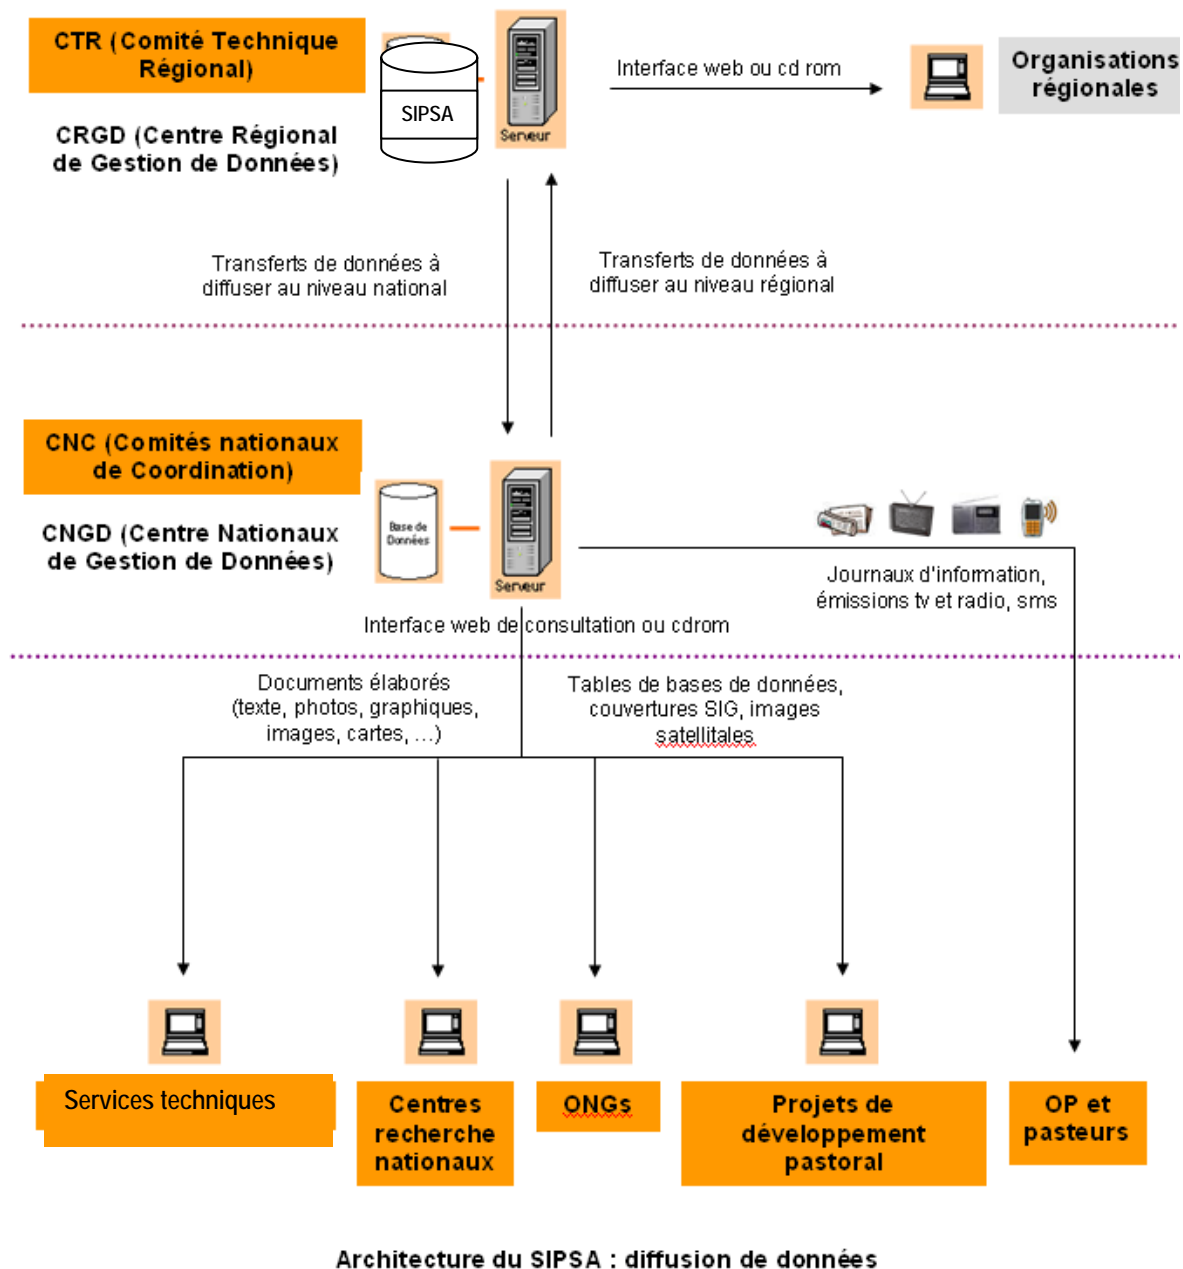 CTR (Comité Technique
Régional)
SIPSA
Serveur
Interface web ou cd rom
Organisations
régionales
CRGD (Centre Régional
de Gestion de Données)
Transferts de données à
diffuser au niveau national
Transferts de données à
diffuser au niveau régional
CNC (Comités nationaux
de Coordination)
CNGD (Centre Nationaux
de Gestion de Données)
Base de
Données
Serveur
Journaux d'information,
émissions tv et radio, sms
Interface web de consultation ou cdrom
Documents élaborés
(texte, photos, graphiques,
images, cartes, ...)
Tables de bases de données,
couvertures SIG, images
satellitales
Services techniques
Centres
recherche
nationaux
ONGs
Projets de
développement
pastoral
OP et
pasteurs
Architecture du SIPSA : diffusion de données